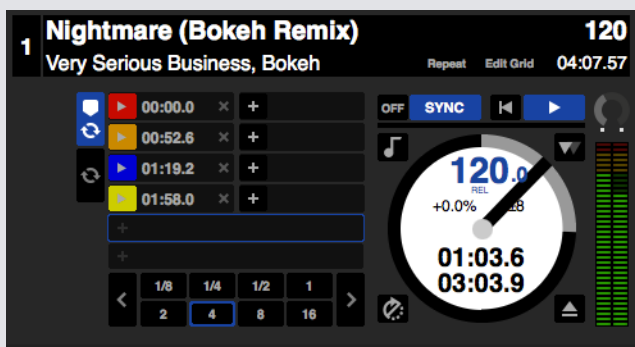 1
Nightmare (Bokeh Remix) 120
Very Serious Business, Bokeh Repeat Edit Grid 04:07.57
00:00.0 × +
OFF SYNC
00:52.6 × +
01:19.2 × +
120.0
REL
01:58.0 × +
+0.0% 8
+
+
01:03.6
03:03.9
1/8 1/4 1/2 1
< >
2 4 8 16